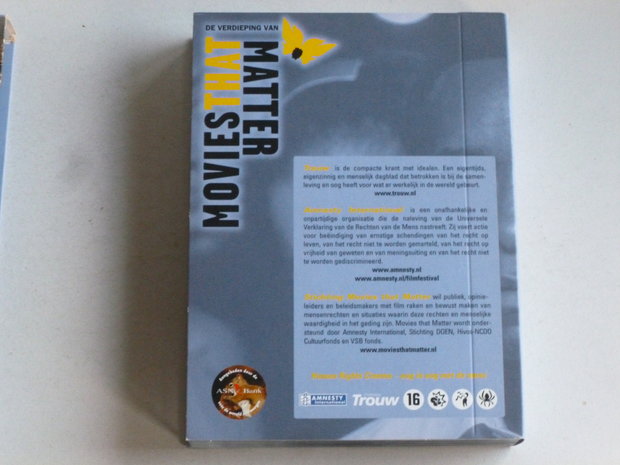 DE VERDIEPING VAN
MOVIES THAT
MATTER
Trouw is de compacte krant met idealen. Een eigentijds,
eigenzinnig en menselijk dagblad dat betrokken is bij de samen-
leving en oog heeft voor wat er werkelijk in de wereld gebeurt.
www.trouw.nl
Amnesty International is een onafhankelijke en
onpartijdige organisatie die de naleving van de Universele
Verklaring van de Rechten van de Mens nastreeft. Zij voert actie
voor beëindiging van ernstige schendingen van het recht op
leven, van het recht niet te worden gemarteld, van het recht op
vrijheid van geweten en van meningsuiting en van het recht niet
te worden gediscrimineerd.
www.amnesty.nl
www.amnesty.nl/filmfestival
Stichting Movies that Matter wil publiek, opinie-
leiders en beleidsmakers met film raken en bewust maken van
mensenrechten en situaties waarin deze rechten en menselijke
waardigheid in het geding zijn. Movies that Matter wordt onder-
steund door Amnesty International, Stichting DOEN, Hivos-NCDO
Cultuurfonds en VSB fonds.
www.moviesthatmatter.nl
AMNESTY
International
Trouw
16